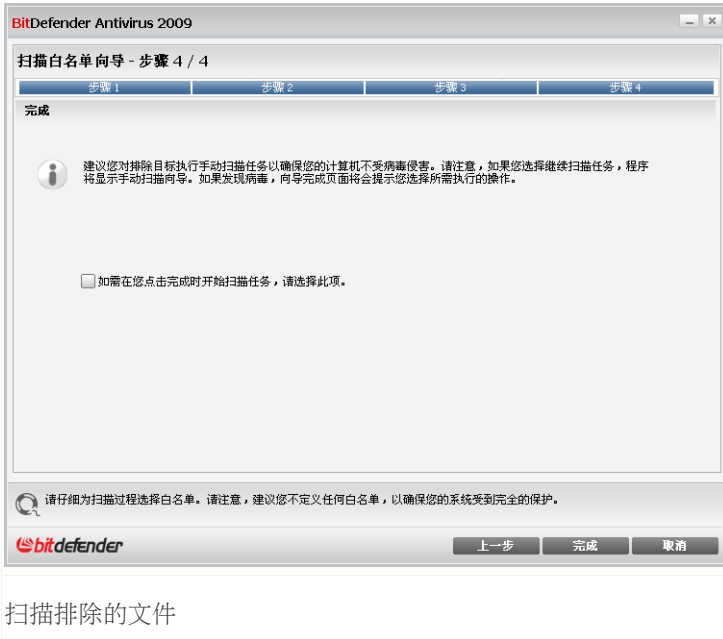 BitDefender Antivirus 2009
扫描白名单向导 - 步骤 4 / 4
步骤 1 步骤 2 步骤 3 步骤 4
完成
建议您对排除目标执行手动扫描任务以确保您的计算机不受病毒侵害。请注意，如果您选择继续扫描任务，程序
将显示手动扫描向导。如果发现病毒，向导完成页面将会提示您选择所需执行的操作。
如需在您点击完成时开始扫描任务，请选择此项。
请仔细为扫描过程选择白名单。请注意，建议您不定义任何白名单，以确保您的系统受到完全的保护。
bitdefender 上一步 完成 取消
扫描排除的文件